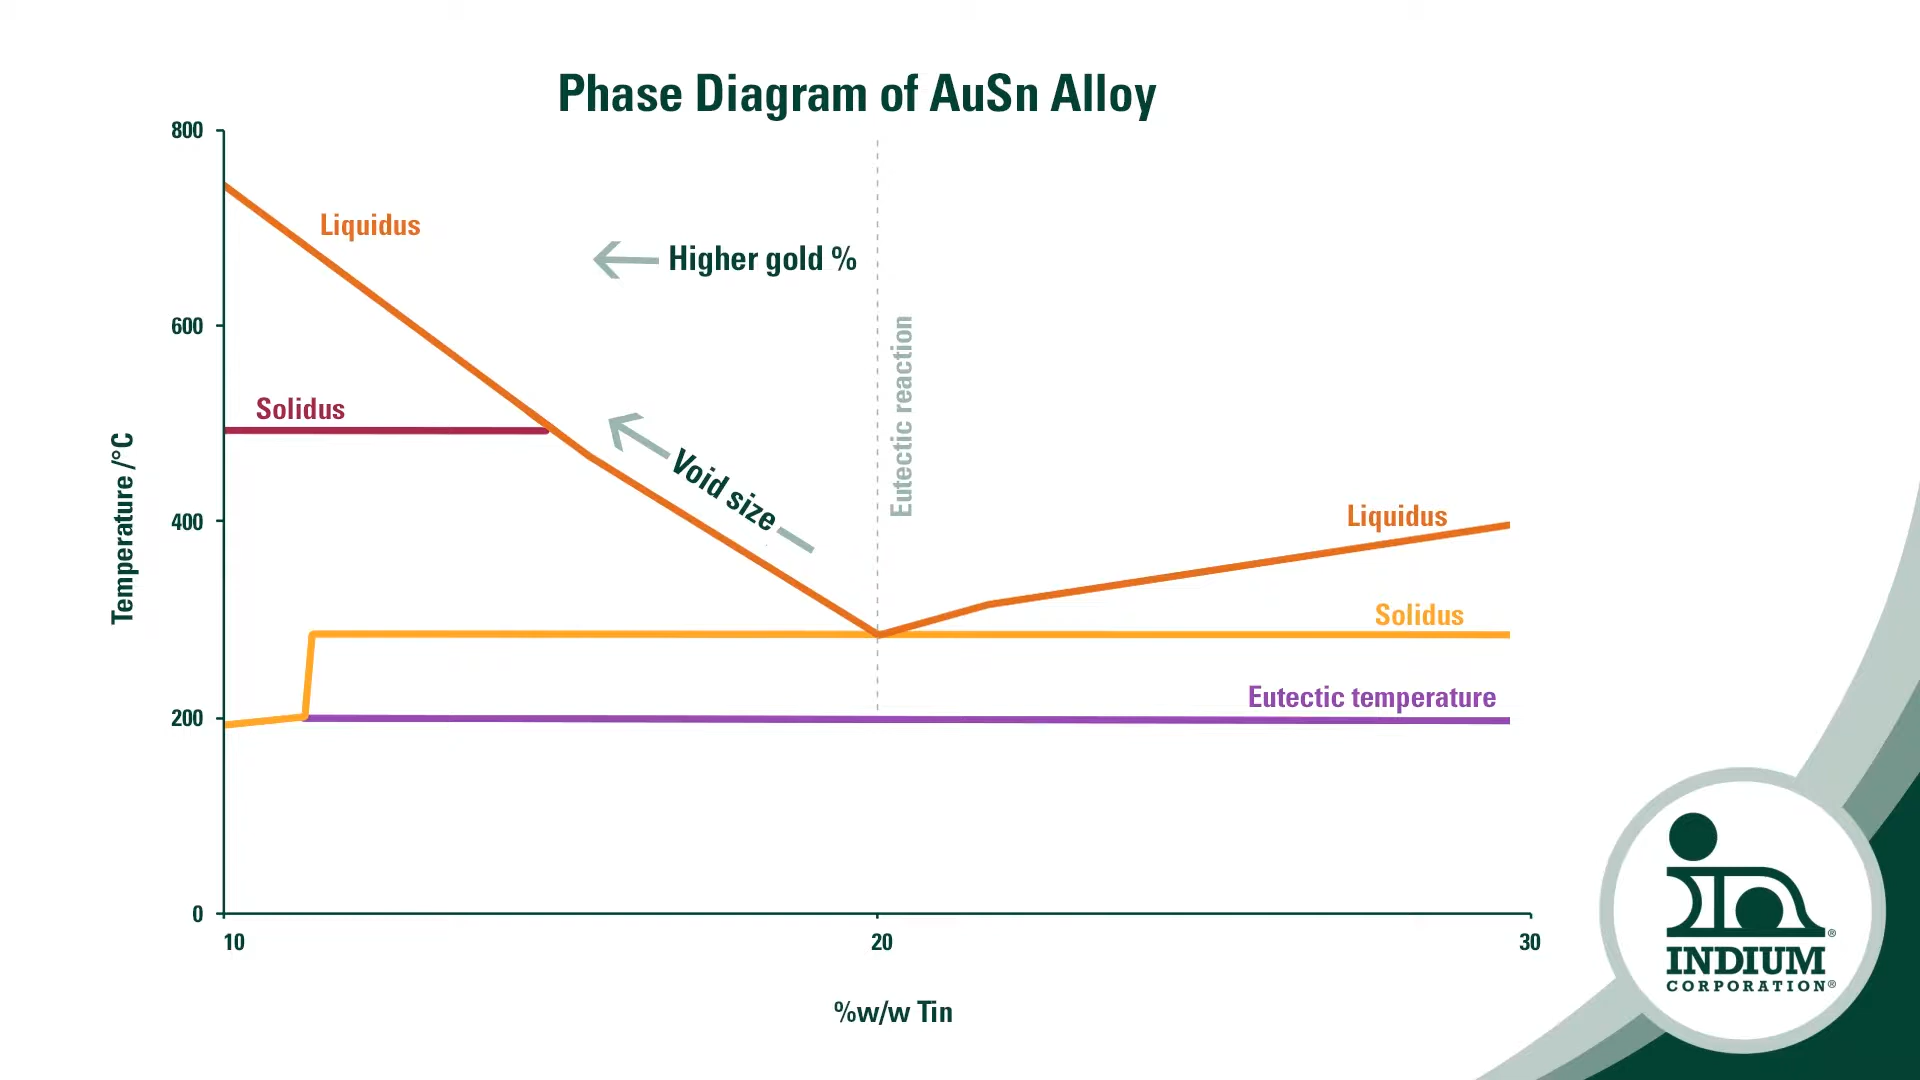 Phase Diagram of AuSn Alloy
800
Liquidus
Higher gold %
600
Eutectic reaction
Solidus
Void size
Temperature /°C
400
Liquidus
Solidus
Eutectic temperature
200
0
10
20
30
%w/w Tin
®
INDIUM
CORPORATION®